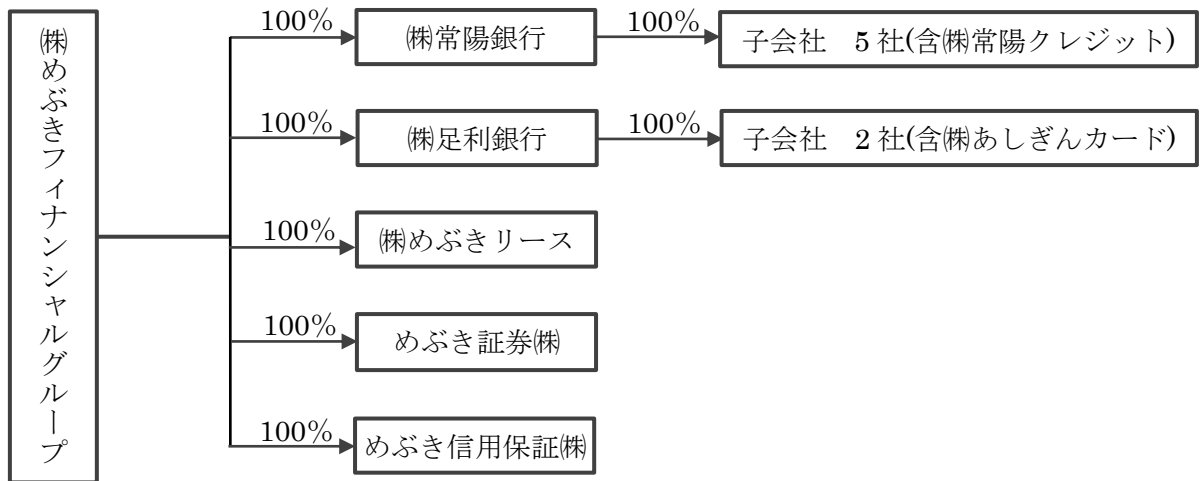 ㈱めぶきフィナンシャルグループ
100%
㈱常陽銀行
100%
子会社　5社(含㈱常陽クレジット)
100%
㈱足利銀行
100%
子会社　2社(含㈱あしぎんカード)
100%
㈱めぶきリース
100%
めぶき証券㈱
100%
めぶき信用保証㈱